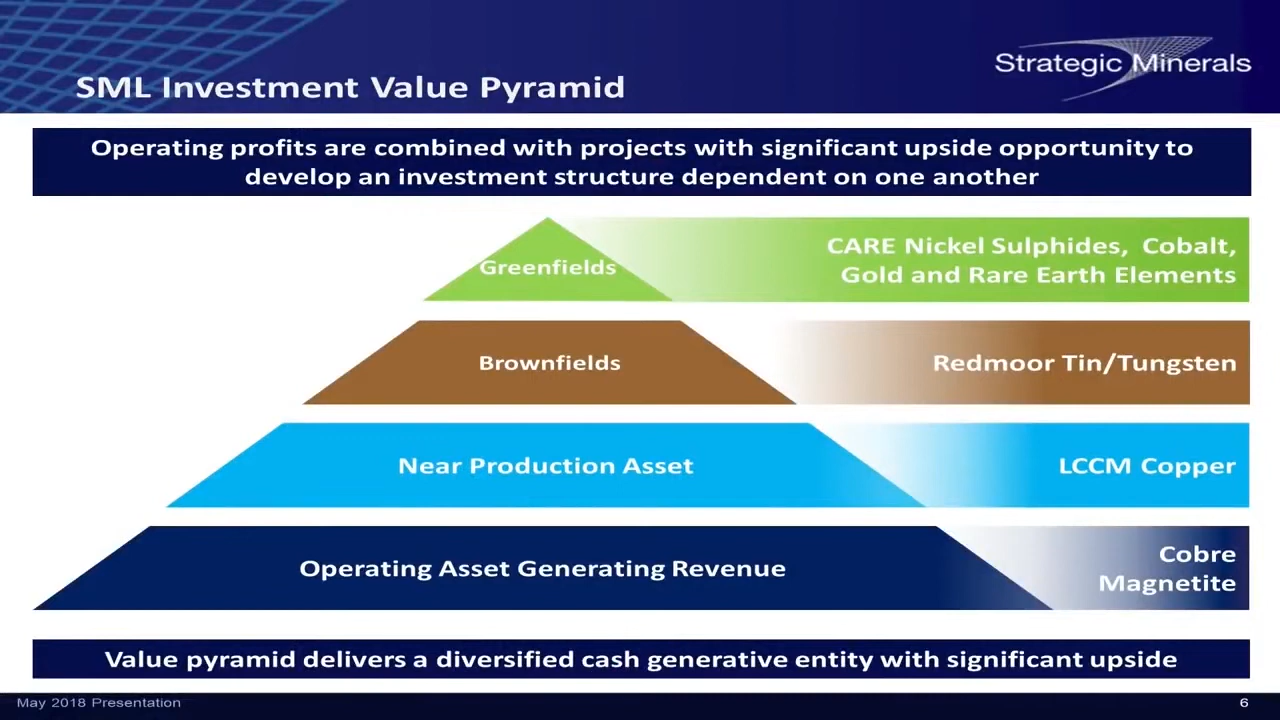 SML Investment Value Pyramid
Strategic Minerals
Operating profits are combined with projects with significant upside opportunity to
develop an investment structure dependent on one another
Greenfields
CARE Nickel Sulphides, Cobalt,
Gold and Rare Earth Elements
Brownfields
Redmoor Tin/Tungsten
Near Production Asset
LCCM Copper
Operating Asset Generating Revenue
Cobre
Magnetite
Value pyramid delivers a diversified cash generative entity with significant upside
May 2018 Presentation
6